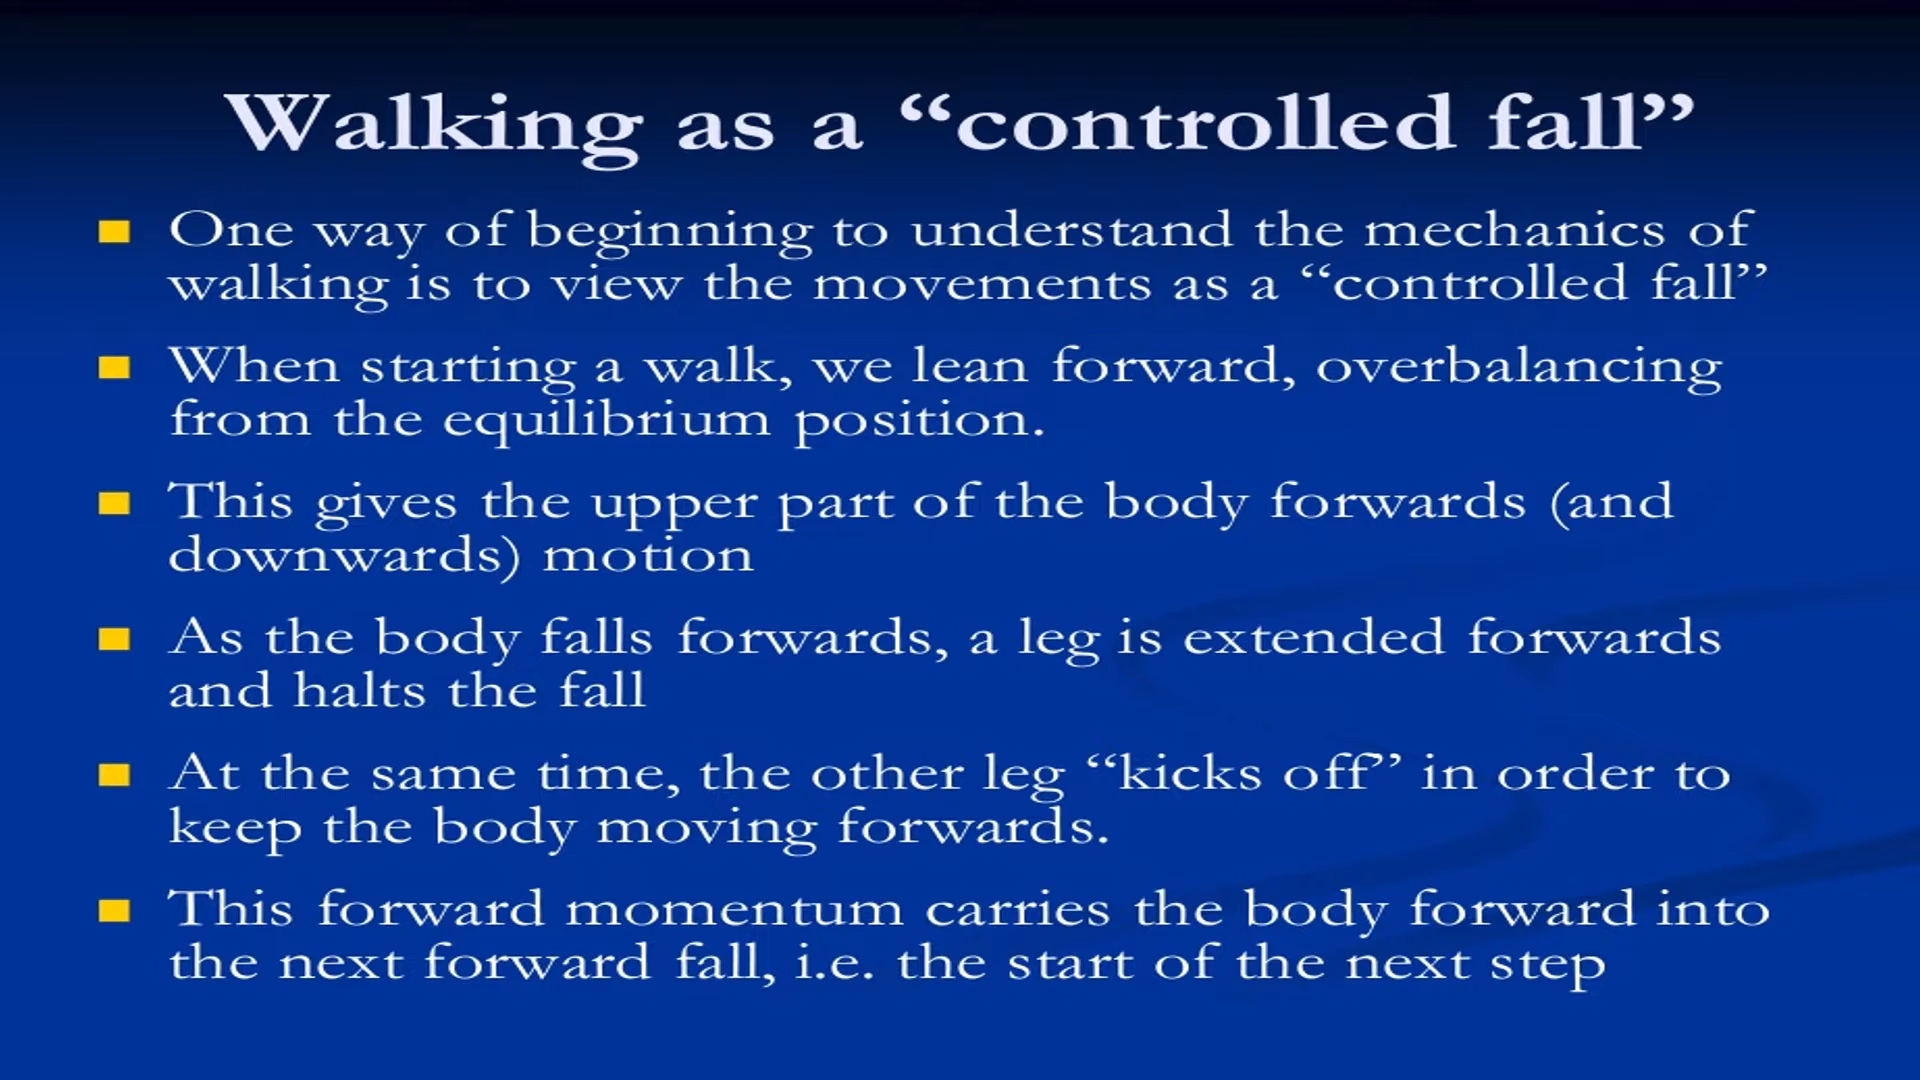 Walking as a “controlled fall”
One way of beginning to understand the mechanics of
walking is to view the movements as a “controlled fall”
When starting a walk, we lean forward, overbalancing
from the equilibrium position.
This gives the upper part of the body forwards (and
downwards) motion
As the body falls forwards, a leg is extended forwards
and halts the fall
At the same time, the other leg “kicks off” in order to
keep the body moving forwards.
This forward momentum carries the body forward into
the next forward fall, i.e. the start of the next step